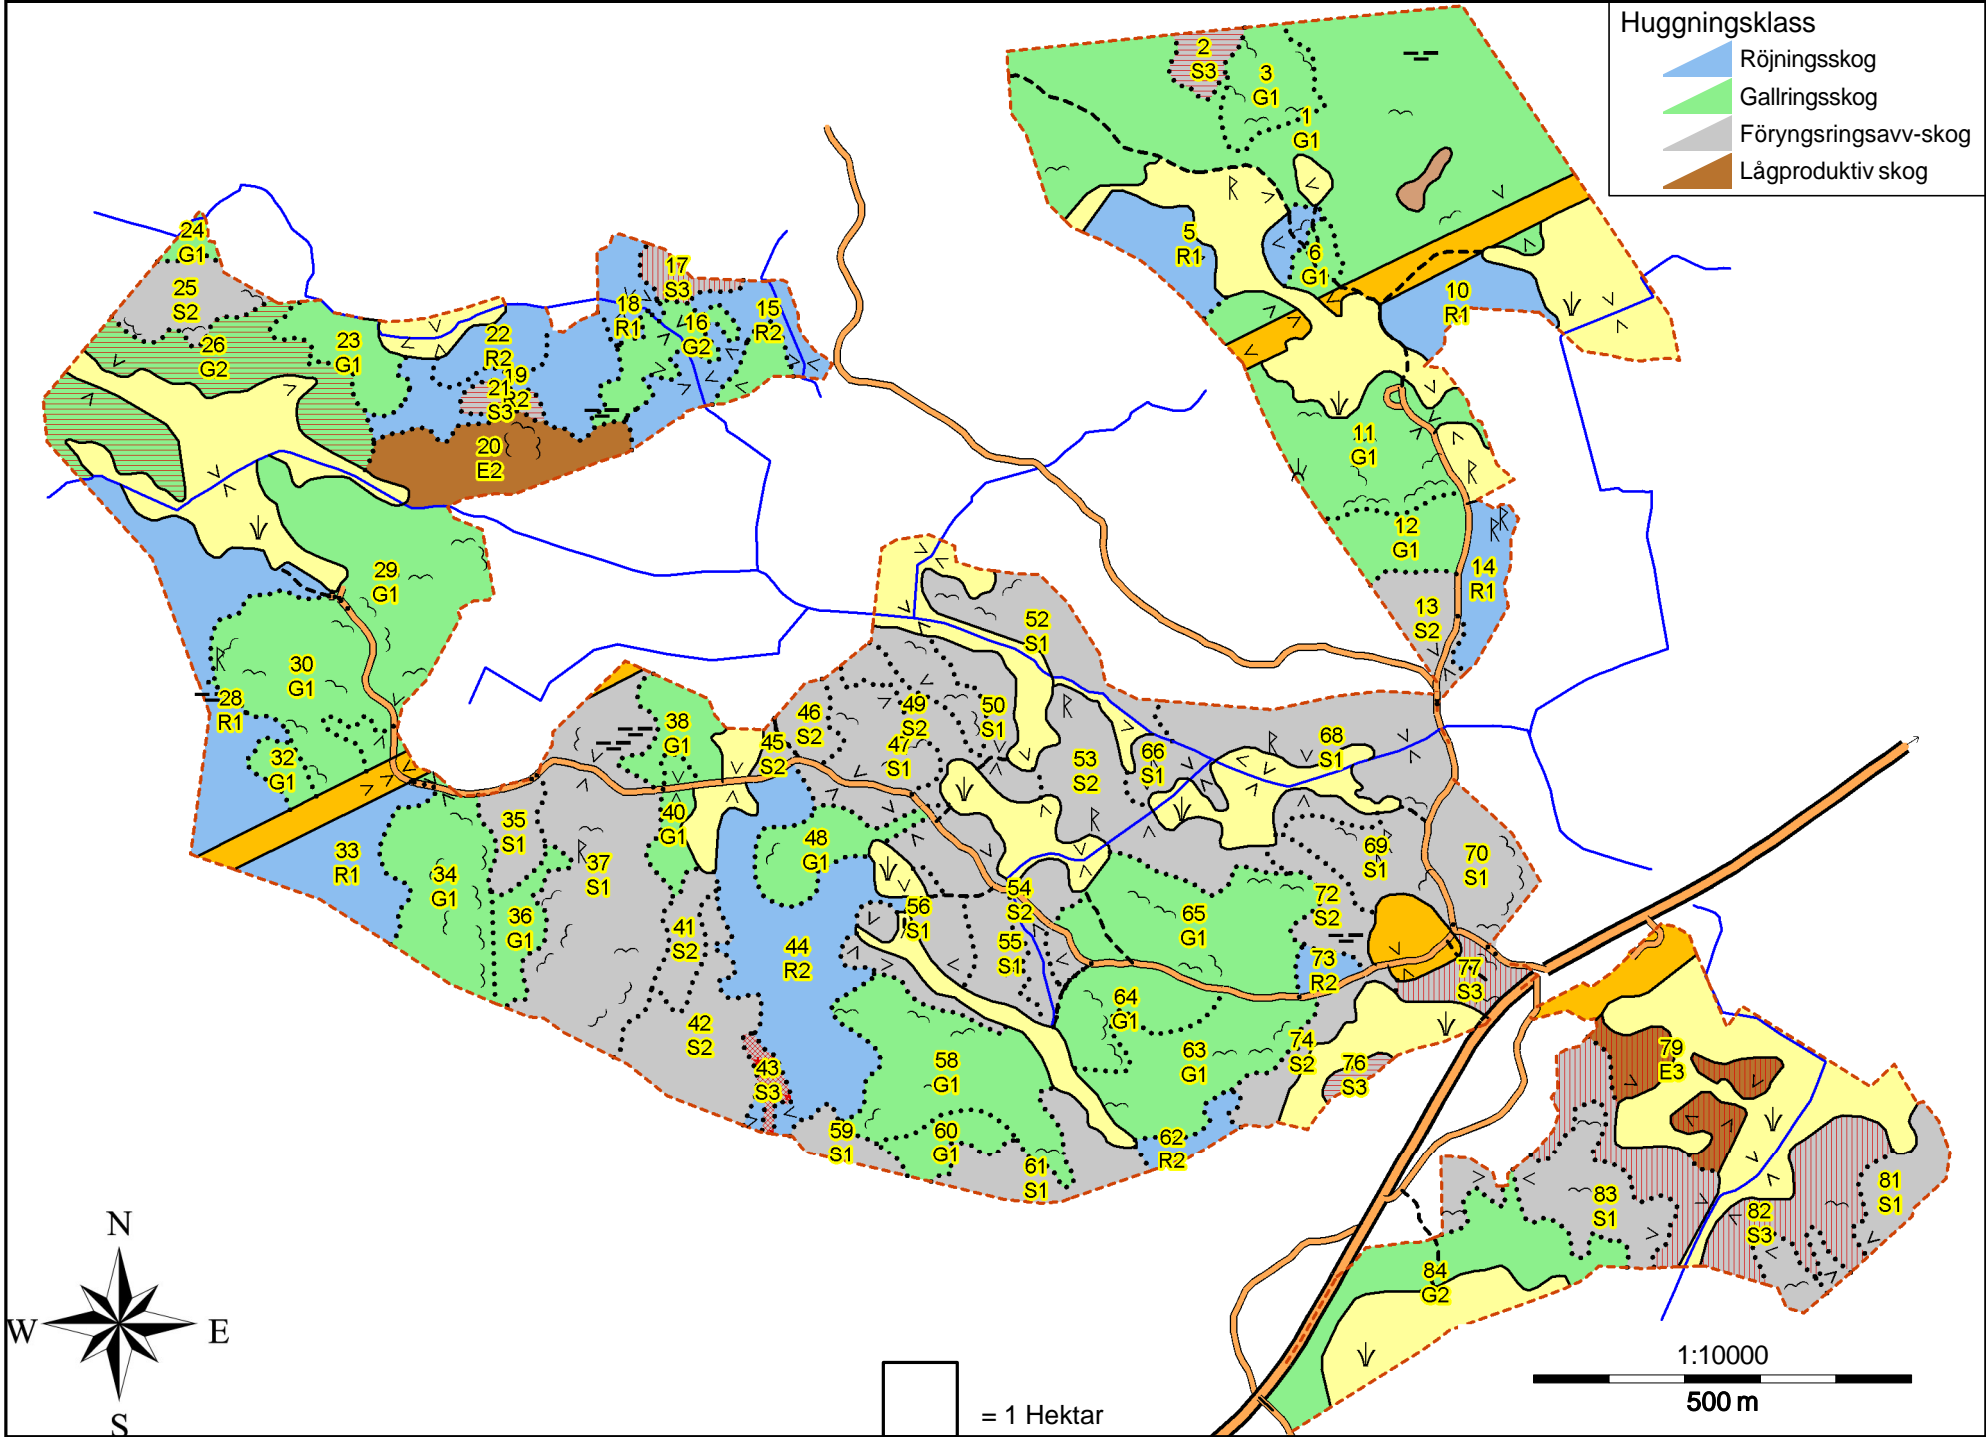 Huggningsklass
Röjningsskog
Gallringsskog
Föryngsringsavv-skog
Lågproduktiv skog
2
S3
3
G1
1
G1
5
R1
6
G1
10
R1
11
G1
12
G1
13
S2
14
R1
24
G1
25
S2
26
G2
23
G1
22
R2
19
R2
21
S3
20
E2
17
S3
18
R1
16
G2
15
R2
29
G1
30
G1
28
R1
32
G1
33
R1
34
G1
35
S1
36
G1
37
S1
38
G1
40
G1
41
S2
42
S2
43
S3
44
R2
45
S2
46
S2
49
S2
47
S1
50
S1
52
S1
53
S2
66
S1
68
S1
48
G1
54
S2
56
S1
55
S1
65
G1
69
S1
70
S1
72
S2
73
R2
77
S3
64
G1
63
G1
74
S2
76
S3
58
G1
59
S1
60
G1
61
S1
62
R2
79
E3
81
S1
82
S3
83
S1
84
G2
N
W
E
S
= 1 Hektar
1:10000
500 m